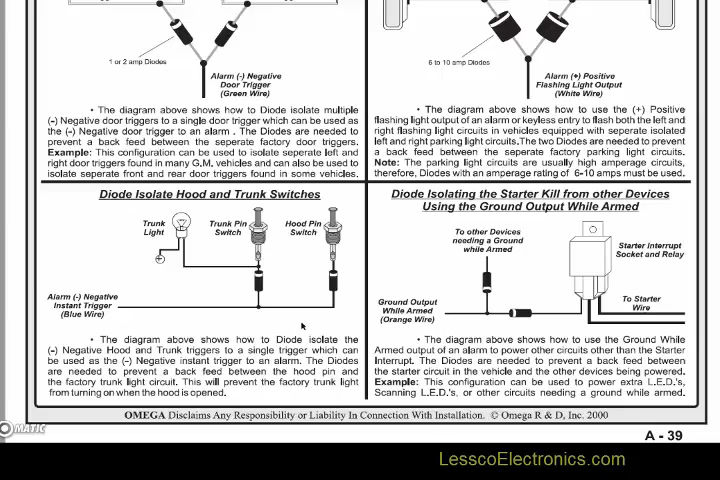 1 or 2 amp Diodes
Alarm (-) Negative
Door Trigger
(Green Wire)
• The diagram above shows how to Diode isolate multiple
(-) Negative door triggers to a single door trigger which can be used as
the (-) Negative door trigger to an alarm . The Diodes are needed to
prevent a back feed between the seperate factory door triggers.
Example: This configuration can be used to isolate seperate left and
right door triggers found in many G.M. vehicles and can also be used to
isolate seperate front and rear door triggers found in some vehicles.
6 to 10 amp Diodes
Alarm (+) Positive
Flashing Light Output
(White Wire)
• The diagram above shows how to use the (+) Positive
flashing light output of an alarm or keyless entry to flash both the left and
right flashing light circuits in vehicles equipped with seperate isolated
left and right parking light circuits.The two Diodes are needed to prevent
a back feed between the seperate factory parking light circuits.
Note: The parking light circuits are usually high amperage circuits,
therefore, Diodes with an amperage rating of 6-10 amps must be used.
Diode Isolate Hood and Trunk Switches
Trunk
Light
Trunk Pin
Switch
Hood Pin
Switch
Alarm (-) Negative
Instant Trigger
(Blue Wire)
• The diagram above shows how to Diode isolate the
(-) Negative Hood and Trunk triggers to a single trigger which can
be used as the (-) Negative instant trigger to an alarm. The Diodes
are needed to prevent a back feed between the hood pin and
the factory trunk light circuit. This will prevent the factory trunk light
from turning on when the hood is opened.
Diode Isolating the Starter Kill from other Devices
Using the Ground Output While Armed
To other Devices
needing a Ground
while Armed
Starter Interrupt
Socket and Relay
Ground Output
While Armed
(Orange Wire)
To Starter
Wire
• The diagram above shows how to use the Ground While
Armed output of an alarm to power other circuits other than the Starter
Interrupt. The Diodes are needed to prevent a back feed between
the starter circuit in the vehicle and the other devices being powered.
Example: This configuration can be used to power extra L.E.D.'s,
Scanning L.E.D.'s, or other circuits needing a ground while armed.
OMEGA Disclaims Any Responsibility or Liability In Connection With Installation. © Omega R & D, Inc. 2000
A - 39
LesscoElectronics.com